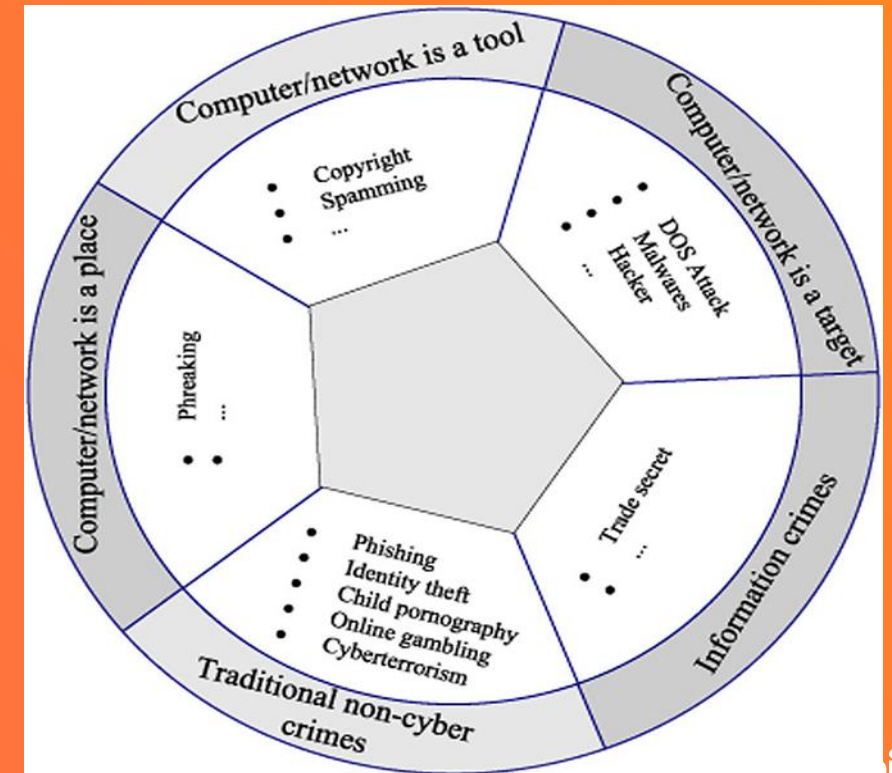 Computer/network is a tool
• Copyright
• Spamming
• ...
Computer/network is a target
• DOS Attack
• Malwares
• Hacker
• ...
Information crimes
• Trade secret
• ...
Traditional non-cyber
crimes
• Phishing
• Identity theft
• Child pornography
• Online gambling
• Cyberterrorism
Computer/network is a place
• Phreaking
• ...